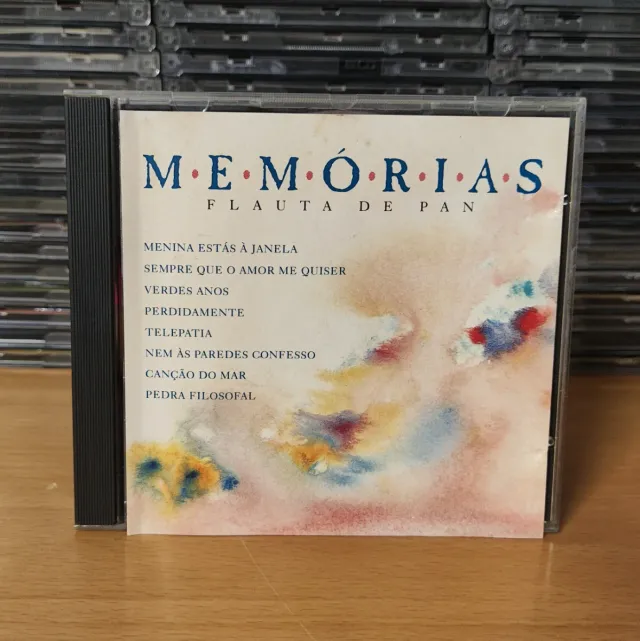 M·E·M·Ó·R·I·A·S
FLAUTA DE PAN
MENINA ESTÁS À JANELA
SEMPRE QUE O AMOR ME QUISER
VERDES ANOS
PERDIDAMENTE
TELEPATIA
NEM ÀS PAREDES CONFESSO
CANÇÃO DO MAR
PEDRA FILOSOFAL